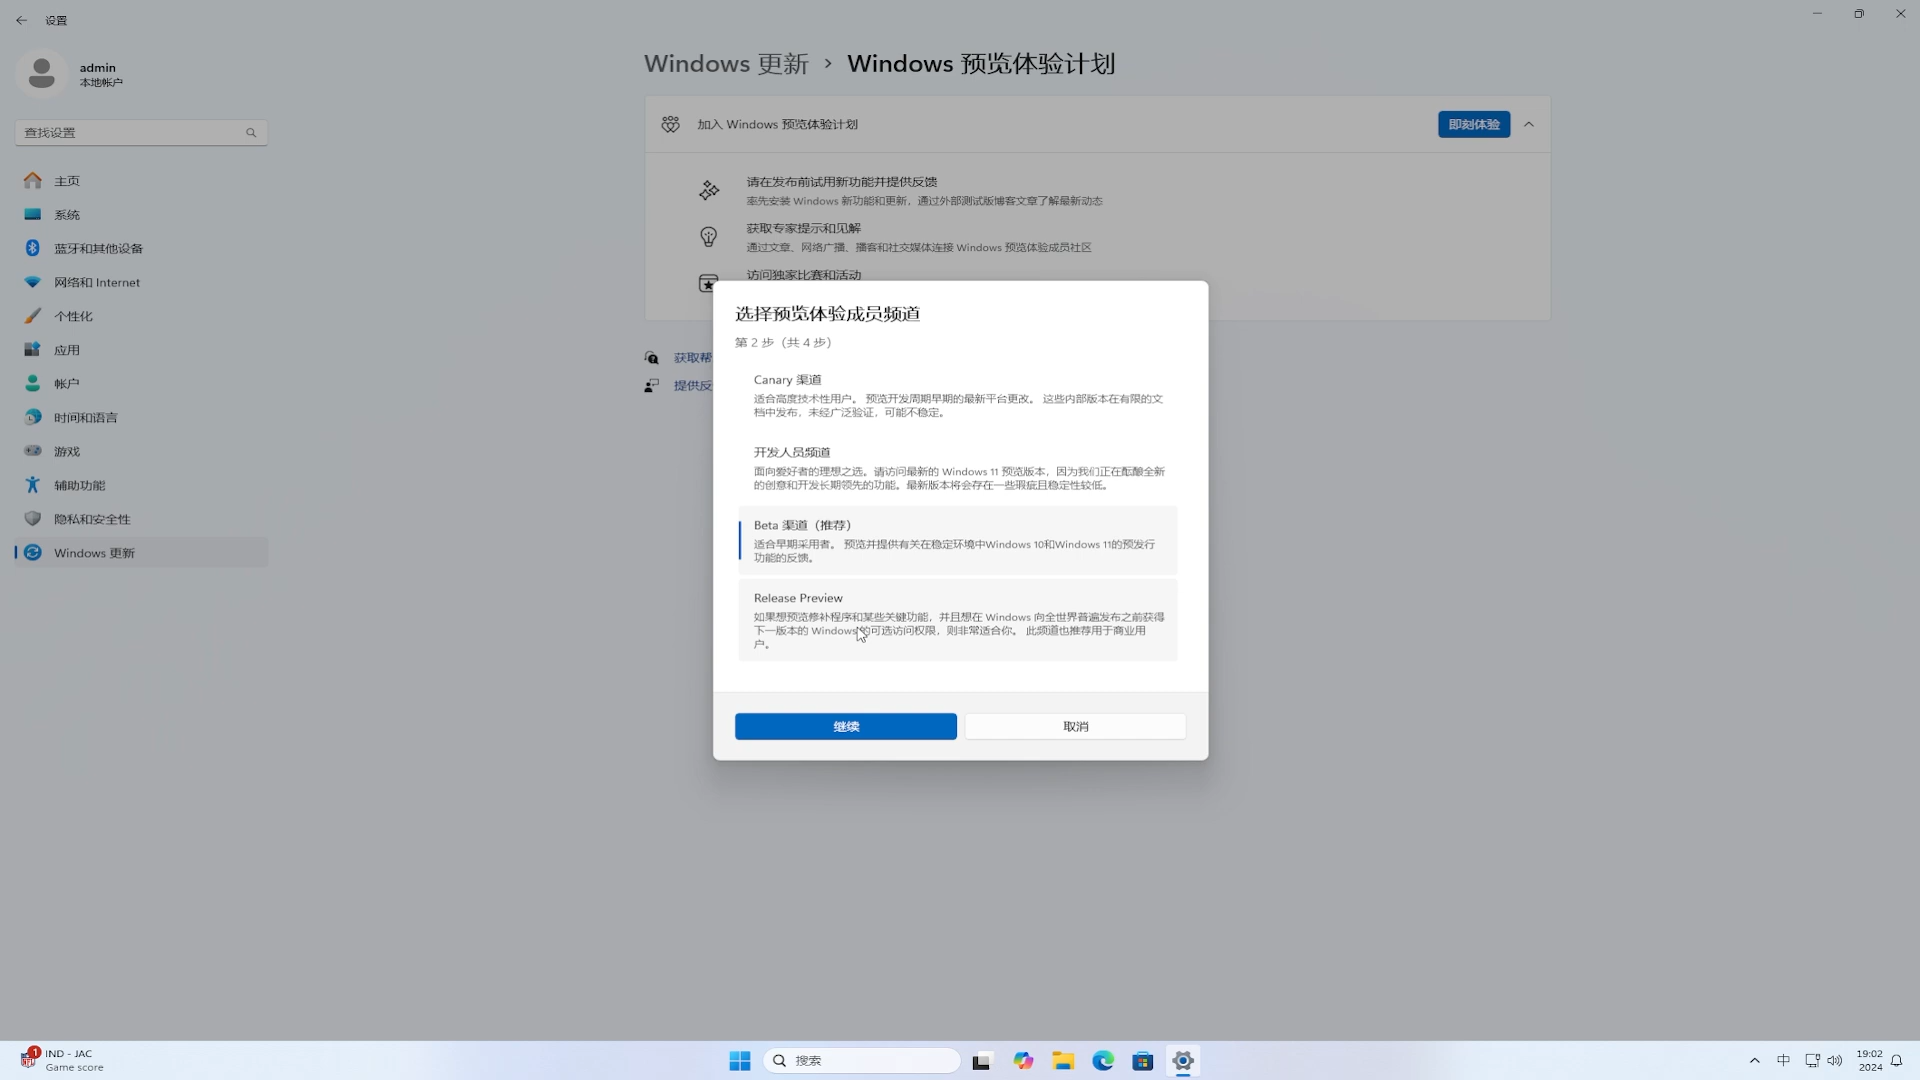 设置
admin
本地帐户
查找设置
主页
系统
蓝牙和其他设备
网络和 Internet
个性化
应用
帐户
时间和语言
游戏
辅助功能
隐私和安全性
Windows 更新
Windows 更新 › Windows 预览体验计划
加入 Windows 预览体验计划
即刻体验
请在发布前试用新功能并提供反馈
率先安装 Windows 新功能和更新，通过外部测试版博客文章了解最新动态
获取专家提示和见解
通过文章、网络广播、播客和社交媒体连接 Windows 预览体验成员社区
访问独家比赛和活动
获取帮
提供反
选择预览体验成员频道
第 2 步（共 4 步）
Canary 渠道
适合高度技术性用户。 预览开发周期早期的最新平台更改。 这些内部版本在有限的文
档中发布，未经广泛验证，可能不稳定。
开发人员频道
面向爱好者的理想之选。请访问最新的 Windows 11 预览版本，因为我们正在酝酿全新
的创意和开发长期领先的功能。最新版本将会存在一些瑕疵且稳定性较低。
Beta 渠道（推荐）
适合早期采用者。 预览并提供有关在稳定环境中Windows 10和Windows 11的预发行
功能的反馈。
Release Preview
如果想预览修补程序和某些关键功能，并且想在 Windows 向全世界普遍发布之前获得
下一版本的 Windows 的可选访问权限，则非常适合你。 此频道也推荐用于商业用
户。
继续
取消
1
IND - JAC
Game score
搜索
中
19:02
2024